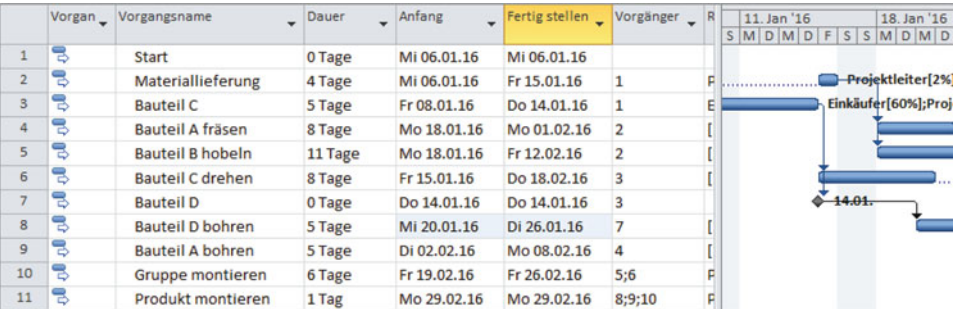 Vorgan Vorgangsname Dauer Anfang Fertig stellen Vorgänger R 11. Jan '16 18. Jan '16
S M D M D F S S M D M D
1 Start 0 Tage Mi 06.01.16 Mi 06.01.16
2 Materiallieferung 4 Tage Mi 06.01.16 Fr 15.01.16 1 P Projektleiter[2%]
3 Bauteil C 5 Tage Fr 08.01.16 Do 14.01.16 1 E Einkäufer[60%];Proj
4 Bauteil A fräsen 8 Tage Mo 18.01.16 Mo 01.02.16 2 [
5 Bauteil B hobeln 11 Tage Mo 18.01.16 Fr 12.02.16 2 [
6 Bauteil C drehen 8 Tage Fr 15.01.16 Do 18.02.16 3 [
7 Bauteil D 0 Tage Do 14.01.16 Do 14.01.16 3 14.01.
8 Bauteil D bohren 5 Tage Mi 20.01.16 Di 26.01.16 7 [
9 Bauteil A bohren 5 Tage Di 02.02.16 Mo 08.02.16 4 [
10 Gruppe montieren 6 Tage Fr 19.02.16 Fr 26.02.16 5;6 P
11 Produkt montieren 1 Tag Mo 29.02.16 Mo 29.02.16 8;9;10 P